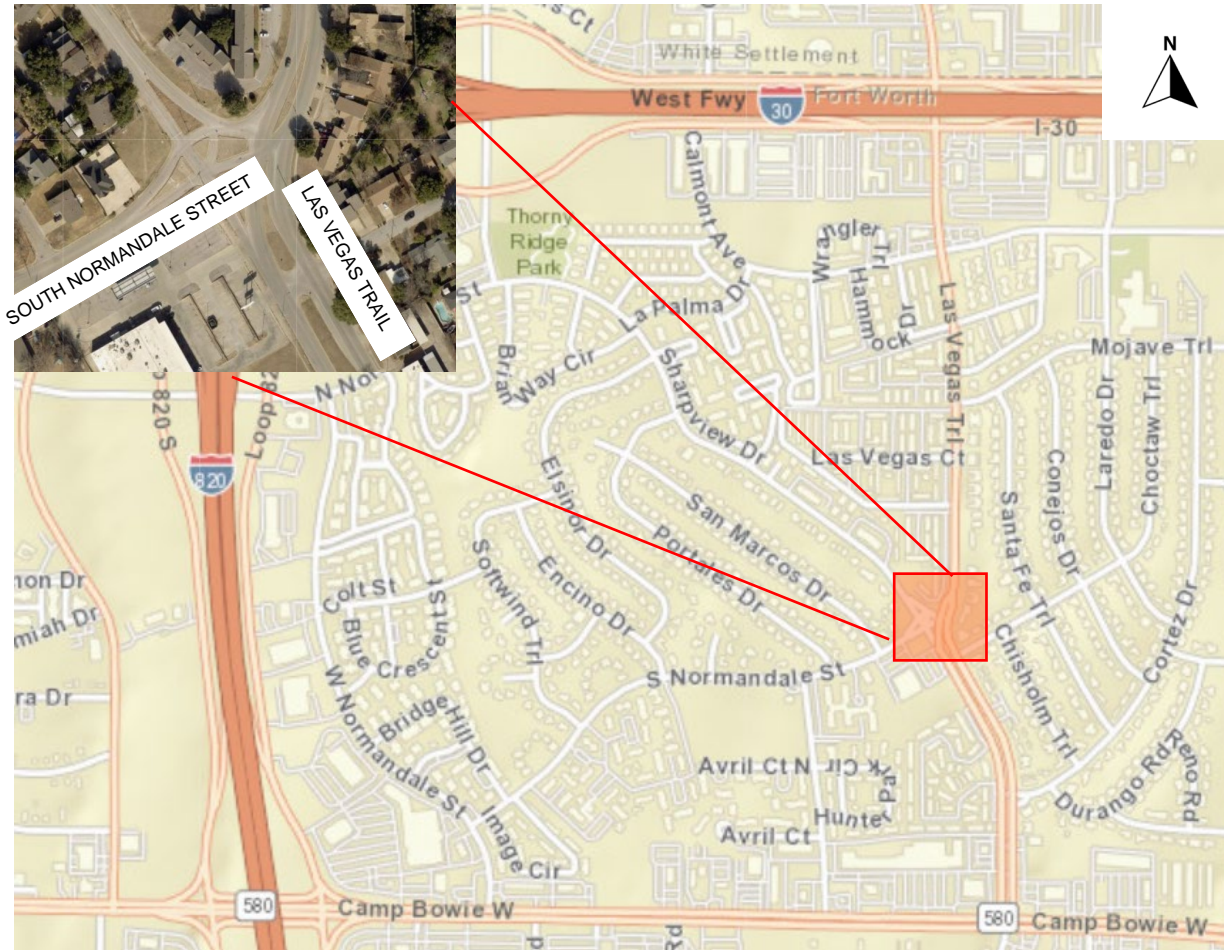 White Settlement
West Fwy
30
Fort Worth
I-30
N
SOUTH NORMANDALE STREET
LAS VEGAS TRAIL
Thorny
Ridge
Park
Calmont Ave
Wrangler Trl
Hammock Dr
La Palma Dr
St
Las Vegas Trl
Mojave Trl
Brian
Way Cir
Sharpview Dr
Las Vegas Ct
820 S
820
Elsinor Dr
San Marcos Dr
Portales Dr
Santa Fe Trl
Conejos Dr
Laredo Dr
Choctaw Trl
Cortez Dr
Colt St
Softwind Trl
Encino Dr
Blue Crescent St
S Normandale St
Chisholm Trl
W Normandale St
Bridge Hill Dr
Image Cir
Avril Ct N
Hunter Park Cir
Avril Ct
Durango Rd
Reno Rd
580
Camp Bowie W
580
Camp Bowie W